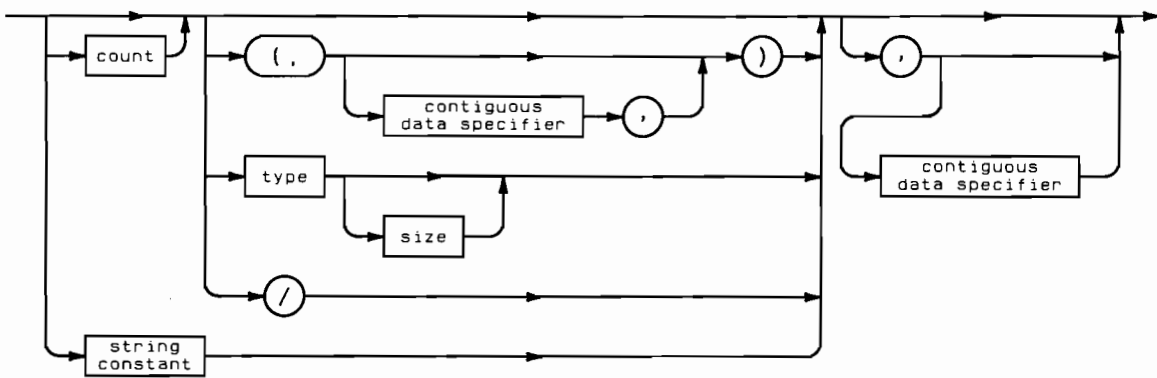 count
( ,
)
,
contiguous
data specifier
,
type
size
contiguous
data specifier
/
string
constant